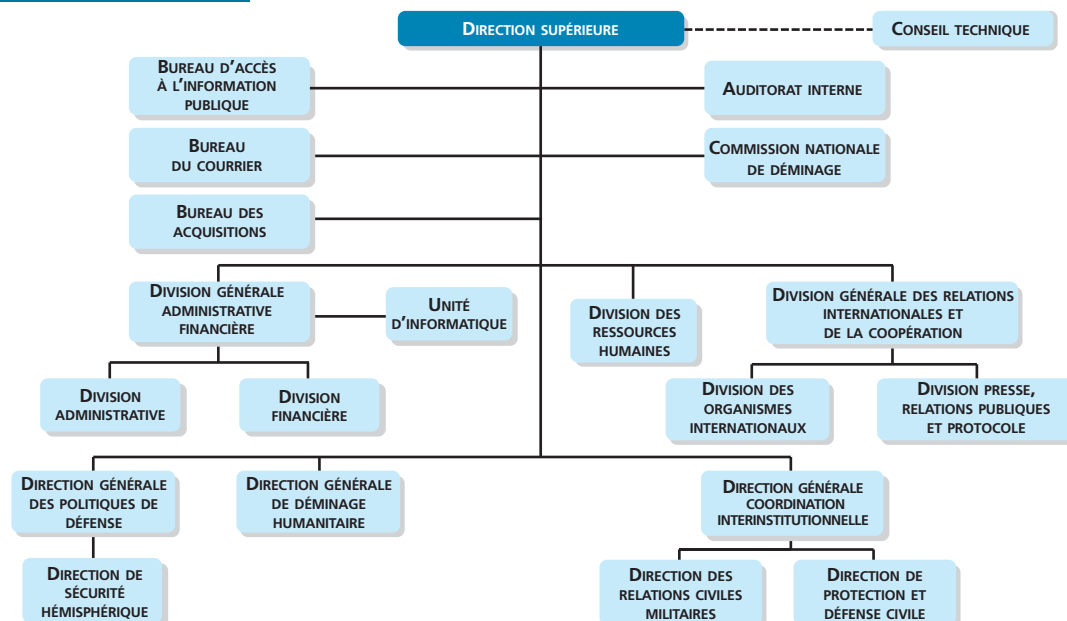 DIRECTION SUPÉRIEURE
CONSEIL TECHNIQUE
BUREAU D'ACCÈS
À L'INFORMATION
PUBLIQUE
AUDITORAT INTERNE
BUREAU
DU COURRIER
COMMISSION NATIONALE
DE DÉMINAGE
BUREAU DES
ACQUISITIONS
DIVISION GÉNÉRALE
ADMINISTRATIVE
FINANCIÈRE
UNITÉ
D'INFORMATIQUE
DIVISION DES
RESSOURCES
HUMAINES
DIVISION GÉNÉRALE DES RELATIONS
INTERNATIONALES ET
DE LA COOPÉRATION
DIVISION
ADMINISTRATIVE
DIVISION
FINANCIÈRE
DIVISION DES
ORGANISMES
INTERNATIONAUX
DIVISION PRESSE,
RELATIONS PUBLIQUES
ET PROTOCOLE
DIRECTION GÉNÉRALE
DES POLITIQUES DE
DÉFENSE
DIRECTION GÉNÉRALE
DE DÉMINAGE
HUMANITAIRE
DIRECTION GÉNÉRALE
COORDINATION
INTERINSTITUTIONNELLE
DIRECTION DE
SÉCURITÉ
HÉMISPHÉRIQUE
DIRECTION DES
RELATIONS CIVILES
MILITAIRES
DIRECTION DE
PROTECTION ET
DÉFENSE CIVILE